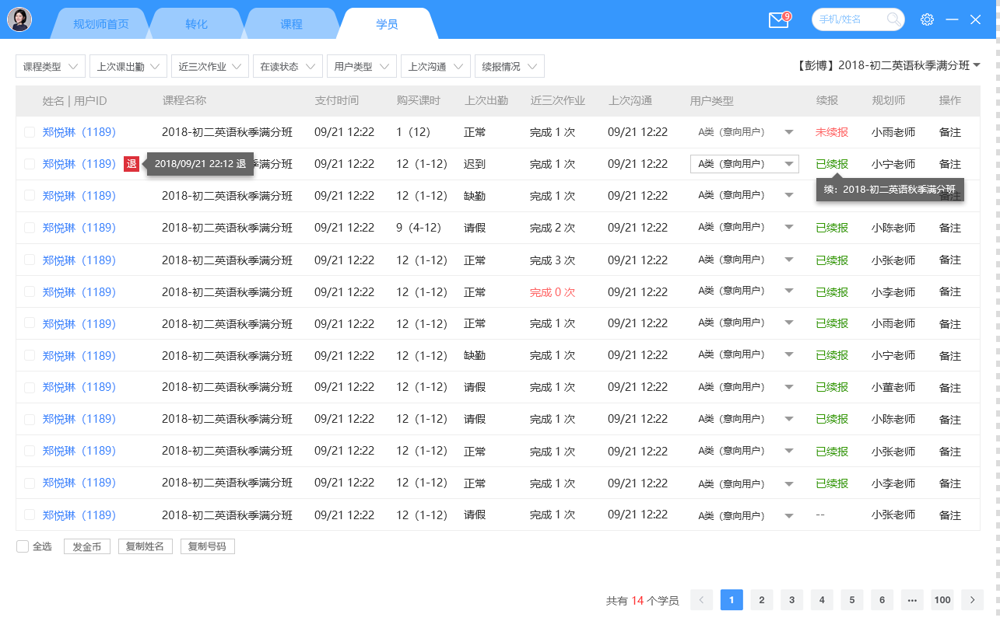 规划师首页 转化 课程 学员 9 手机/姓名
课程类型 上次课出勤 近三次作业 在读状态 用户类型 上次沟通 续报情况 【彭博】2018-初二英语秋季满分班
姓名 | 用户ID 课程名称 支付时间 购买课时 上次出勤 近三次作业 上次沟通 用户类型 续报 规划师 操作
郑悦琳（1189） 2018-初二英语秋季满分班 09/21 12:22 1（12） 正常 完成 1 次 09/21 12:22 A类（意向用户） 未续报 小雨老师 备注
郑悦琳（1189） 退 2018/09/21 22:12 退 季满分班 09/21 12:22 12（1-12） 迟到 完成 1 次 09/21 12:22 A类（意向用户） 已续报 小宁老师 备注
郑悦琳（1189） 2018-初二英语秋季满分班 09/21 12:22 12（1-12） 缺勤 完成 1 次 09/21 12:22 A类（意向用户） 续：2018-初二英语秋季满分班 备注
郑悦琳（1189） 2018-初二英语秋季满分班 09/21 12:22 9（4-12） 请假 完成 2 次 09/21 12:22 A类（意向用户） 已续报 小陈老师 备注
郑悦琳（1189） 2018-初二英语秋季满分班 09/21 12:22 12（1-12） 正常 完成 3 次 09/21 12:22 A类（意向用户） 已续报 小张老师 备注
郑悦琳（1189） 2018-初二英语秋季满分班 09/21 12:22 12（1-12） 正常 完成 0 次 09/21 12:22 A类（意向用户） 已续报 小李老师 备注
郑悦琳（1189） 2018-初二英语秋季满分班 09/21 12:22 12（1-12） 正常 完成 1 次 09/21 12:22 A类（意向用户） 已续报 小雨老师 备注
郑悦琳（1189） 2018-初二英语秋季满分班 09/21 12:22 12（1-12） 缺勤 完成 1 次 09/21 12:22 A类（意向用户） 已续报 小宁老师 备注
郑悦琳（1189） 2018-初二英语秋季满分班 09/21 12:22 12（1-12） 请假 完成 1 次 09/21 12:22 A类（意向用户） 已续报 小董老师 备注
郑悦琳（1189） 2018-初二英语秋季满分班 09/21 12:22 12（1-12） 请假 完成 1 次 09/21 12:22 A类（意向用户） 已续报 小陈老师 备注
郑悦琳（1189） 2018-初二英语秋季满分班 09/21 12:22 12（1-12） 正常 完成 1 次 09/21 12:22 A类（意向用户） 已续报 小张老师 备注
郑悦琳（1189） 2018-初二英语秋季满分班 09/21 12:22 12（1-12） 正常 完成 1 次 09/21 12:22 A类（意向用户） 已续报 小李老师 备注
郑悦琳（1189） 2018-初二英语秋季满分班 09/21 12:22 12（1-12） 请假 完成 1 次 09/21 12:22 A类（意向用户） -- 小张老师 备注
全选 发金币 复制姓名 复制号码
共有 14 个学员 1 2 3 4 5 6 ··· 100